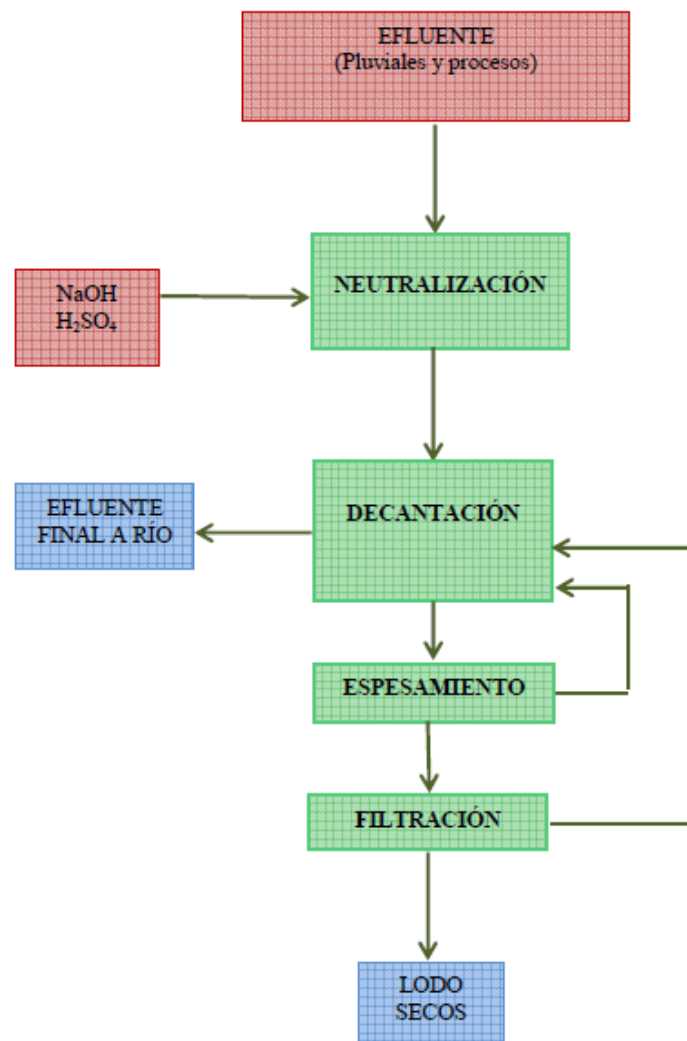 EFLUENTE
(Pluviales y procesos)
NEUTRALIZACIÓN
NaOH
H₂SO₄
DECANTACIÓN
EFLUENTE
FINAL A RÍO
ESPESAMIENTO
FILTRACIÓN
LODO
SECOS